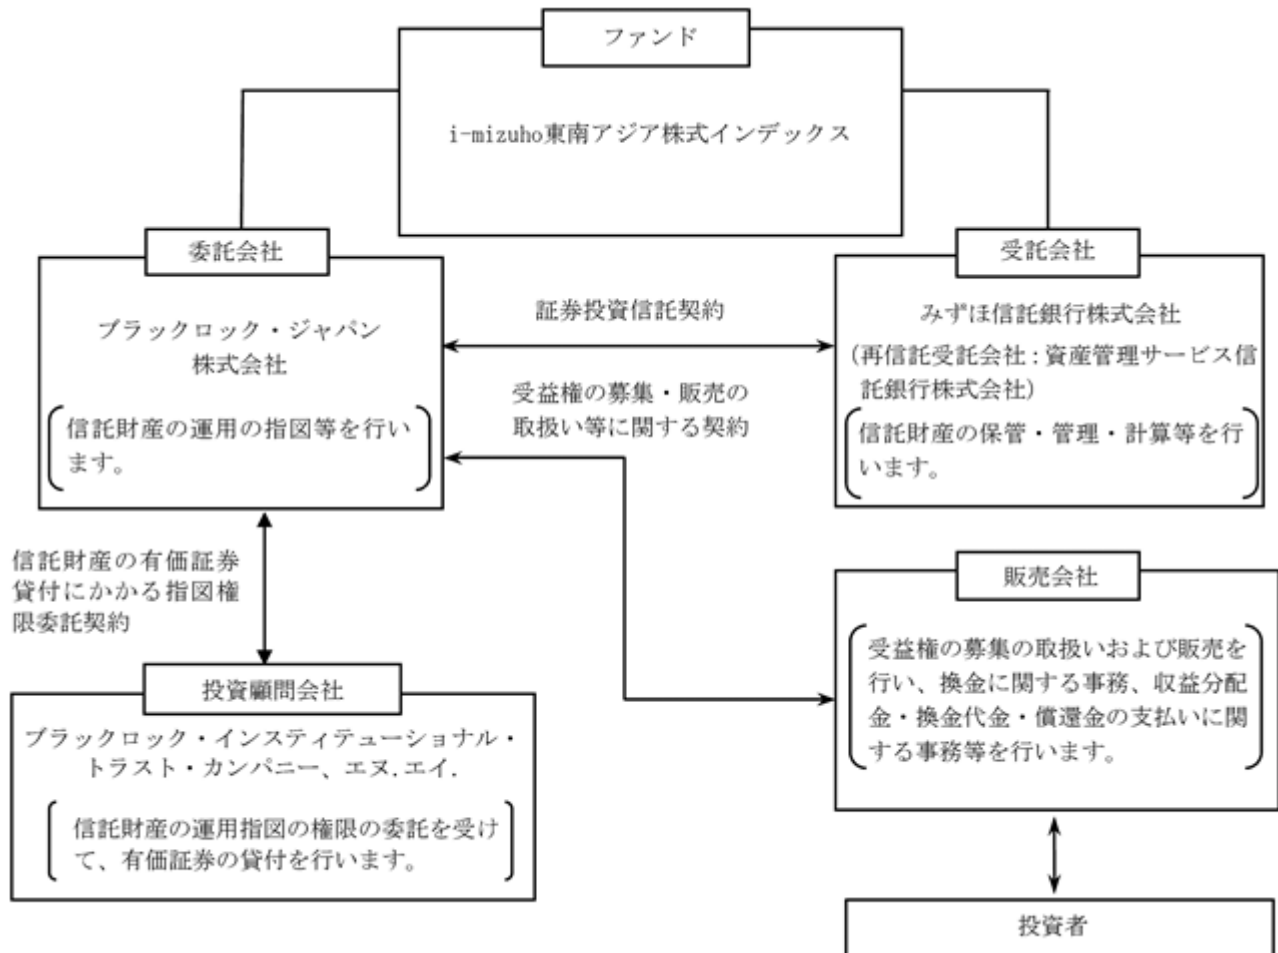 ファンド
i-mizuho東南アジア株式インデックス
委託会社
ブラックロック・ジャパン
株式会社
信託財産の運用の指図等を行い
ます。
証券投資信託契約
受益権の募集・販売の
取扱い等に関する契約
受託会社
みずほ信託銀行株式会社
(再信託受託会社:資産管理サービス信
託銀行株式会社)
信託財産の保管・管理・計算等を行
います。
信託財産の有価証券
貸付にかかる指図権
限委託契約
投資顧問会社
ブラックロック・インスティテューショナル・
トラスト・カンパニー、エヌ.エイ.
信託財産の運用指図の権限の委託を受け
て、有価証券の貸付を行います。
販売会社
受益権の募集の取扱いおよび販売を
行い、換金に関する事務、収益分配
金・換金代金・償還金の支払いに関
する事務等を行います。
投資者